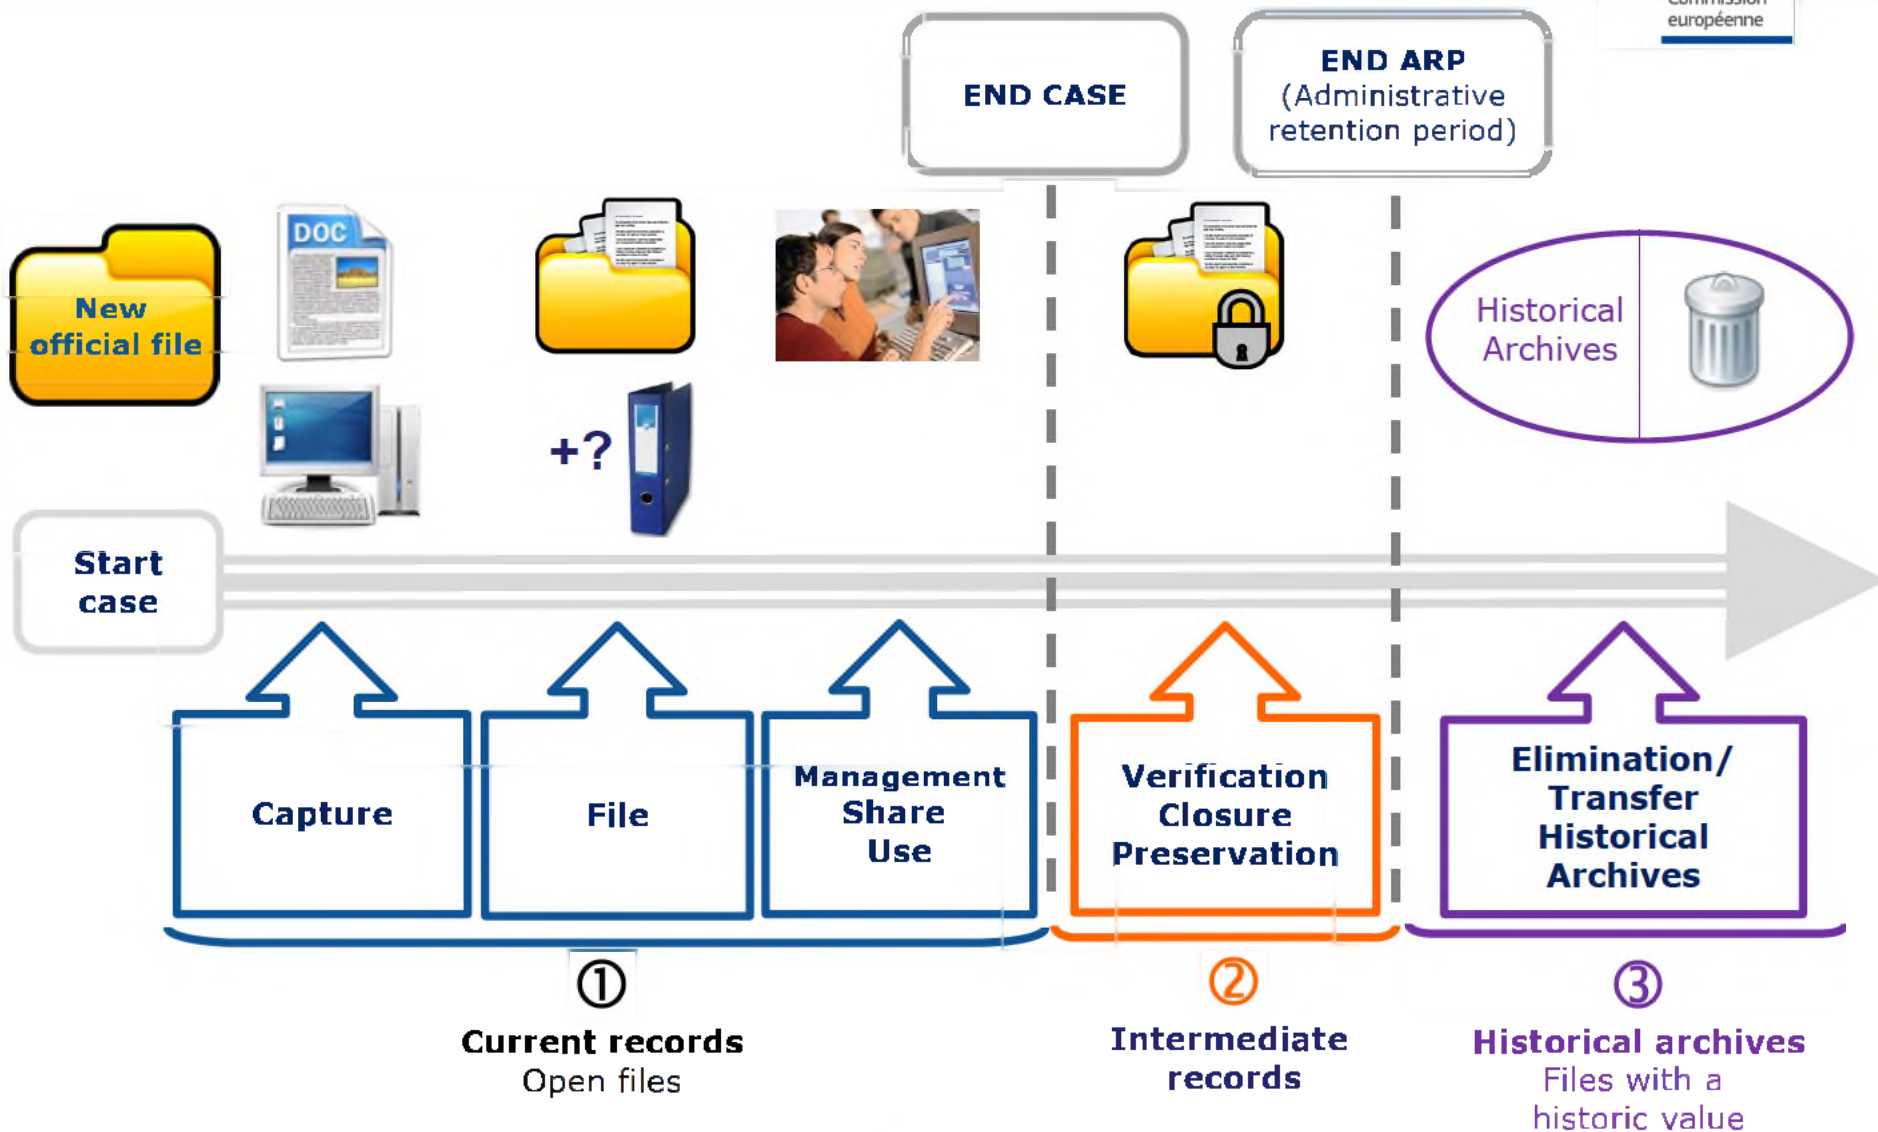 Commission
européenne
END CASE
END ARP
(Administrative
retention period)
New
official file
DOC
+?
Historical
Archives
Start
case
Capture
File
Management
Share
Use
Verification
Closure
Preservation
Elimination/
Transfer
Historical
Archives
①
Current records
Open files
②
Intermediate
records
③
Historical archives
Files with a
historic value